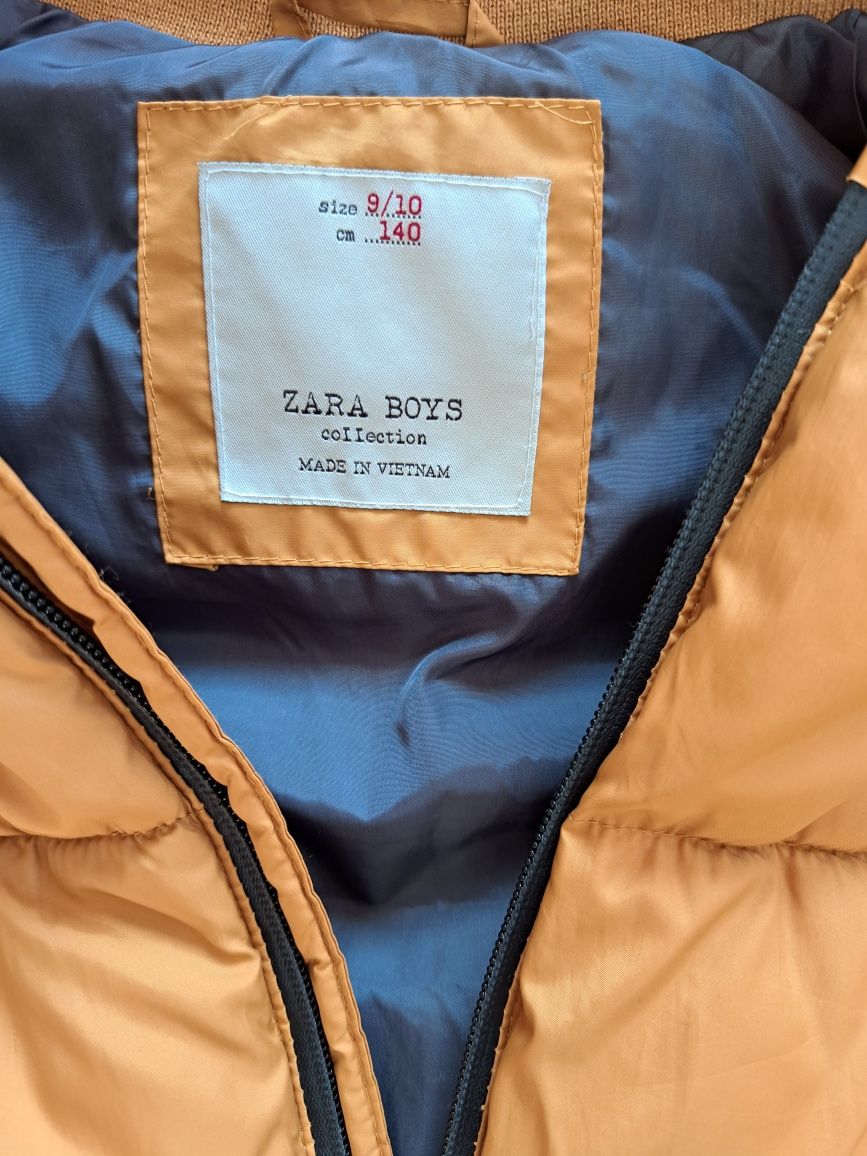 size 9/10
cm 140
ZARA BOYS
collection
MADE IN VIETNAM